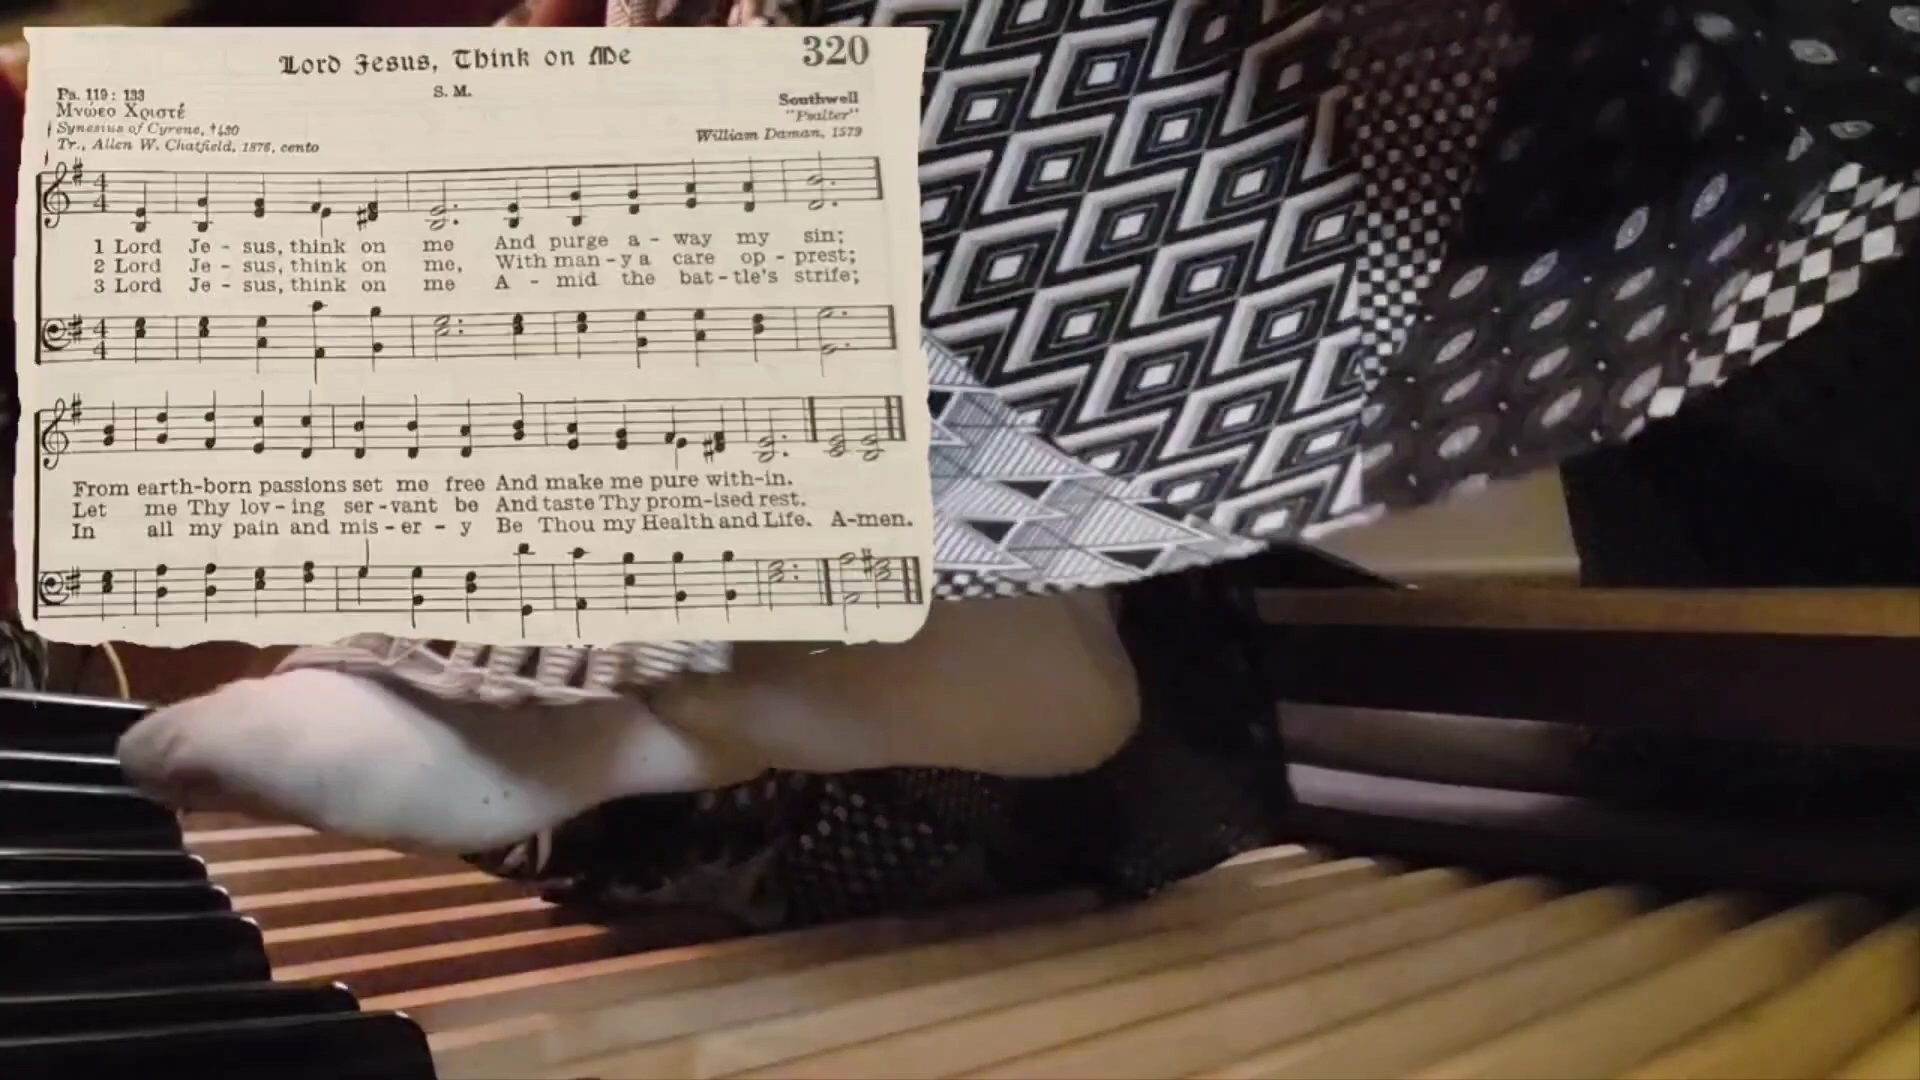 Lord Jesus, Think on Me
320
Ps. 119: 133
S. M.
Μνώεο Χριστέ
Southwell
Synesius of Cyrene, †430
"Psalter"
Tr., Allen W. Chatfield, 1876, cento
William Daman, 1579
1 Lord Je - sus, think on me And purge a - way my sin;
2 Lord Je - sus, think on me, With man - y a care op - prest;
3 Lord Je - sus, think on me A - mid the bat - tle's strife;
From earth-born passions set me free And make me pure with-in.
Let me Thy lov - ing ser - vant be And taste Thy prom-ised rest.
In all my pain and mis - er - y Be Thou my Health and Life. A-men.